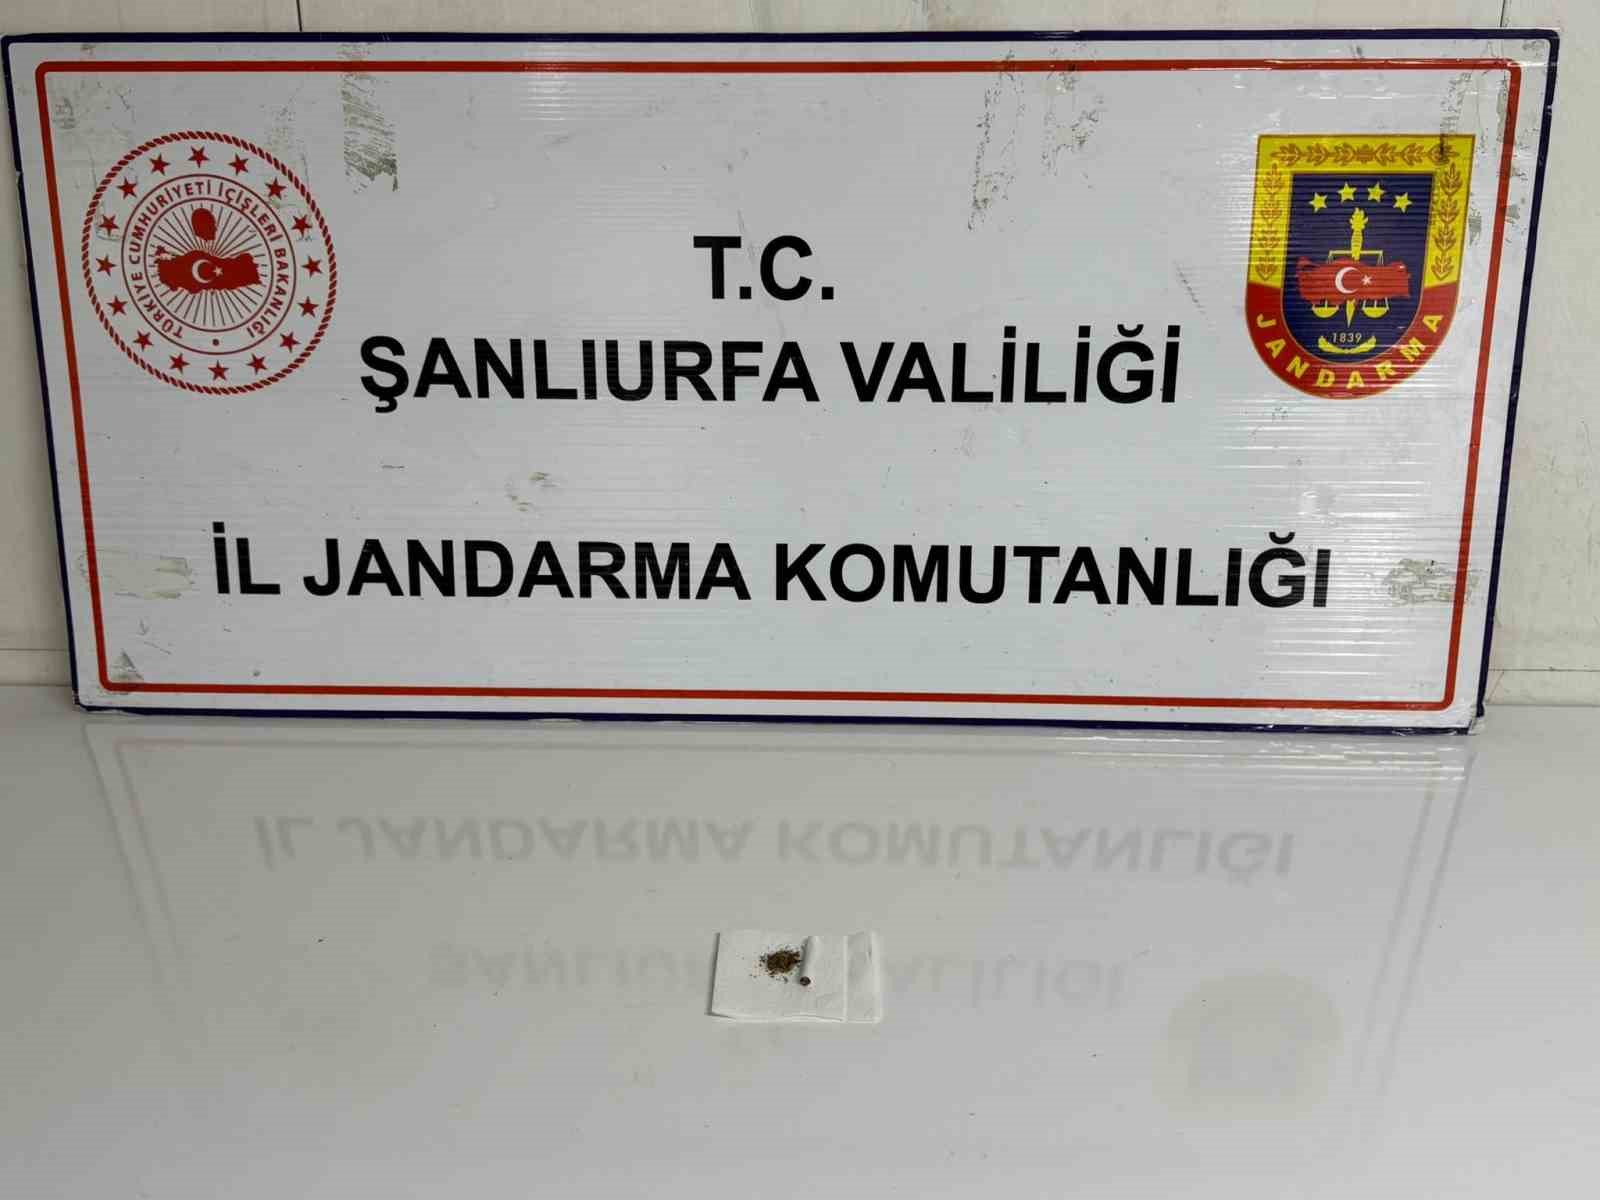 T.C.
ŞANLIURFA VALİLİĞİ
İL JANDARMA KOMUTANLIĞI
TÜRKİYE CUMHURİYETİ İÇİŞLERİ BAKANLIĞI
1839
JANDARMA